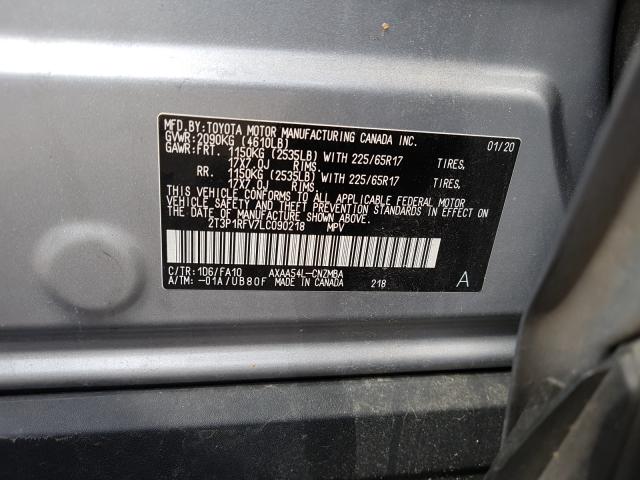 MFD.BY:TOYOTA MOTOR MANUFACTURING CANADA INC.
GVWR:2090KG (4610LB) 01/20
GAWR:FRT. 1150KG (2535LB) WITH 225/65R17 TIRES,
17X7.0J RIMS.
RR. 1150KG (2535LB) WITH 225/65R17 TIRES,
17X7.0J RIMS.
THIS VEHICLE CONFORMS TO ALL APPLICABLE FEDERAL MOTOR
VEHICLE SAFETY, AND THEFT PREVENTION STANDARDS IN EFFECT
ON THE DATE OF MANUFACTURE SHOWN ABOVE.
2T3P1RFV7LC090218 MPV
C/TR:1D6/FA10 AXAA54L-CNZMBA A
A/TM:-01A/UB80F MADE IN CANADA 218